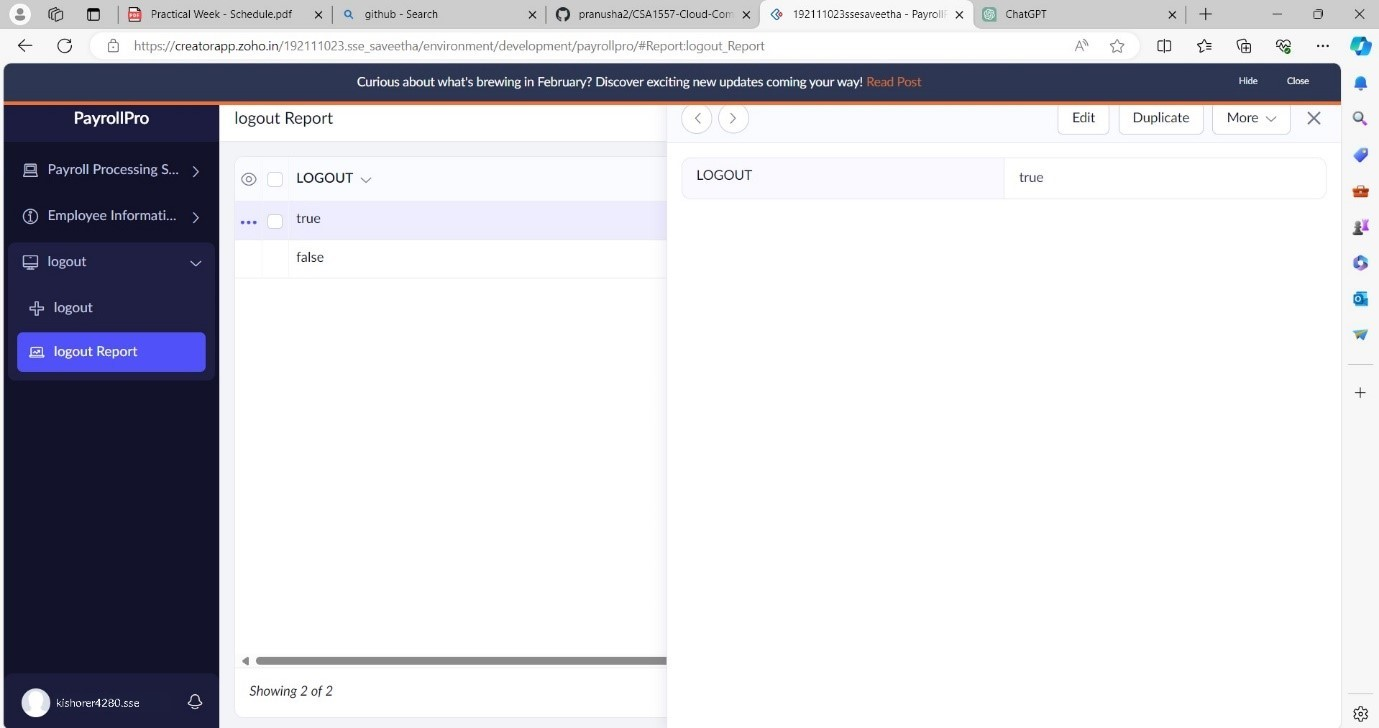 Practical Week - Schedule.pdf
github - Search
pranusha2/CSA1557-Cloud-Com
192111023ssesaveetha - Payroll
ChatGPT
https://creatorapp.zoho.in/192111023.sse_saveetha/environment/development/payrollpro/#Report:logout_Report
Curious about what's brewing in February? Discover exciting new updates coming your way! Read Post
Hide
Close
PayrollPro
logout Report
Edit
Duplicate
More
Payroll Processing S...
Employee Informati...
logout
logout
logout Report
LOGOUT
true
false
LOGOUT
true
Showing 2 of 2
kishorer4280.sse